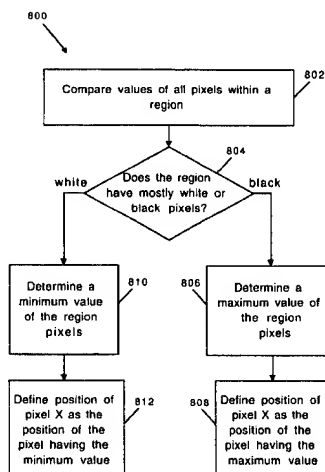 800
Compare values of all pixels within a
region
802
804
white
Does the region
have mostly white or
black pixels?
black
Determine a
minimum value
of the region
pixels
810
806
Determine a
maximum value
of the region
pixels
Define position of
pixel X as the
position of the
pixel having the
minimum value
812
808
Define position of
pixel X as the
position of the
pixel having the
maximum value